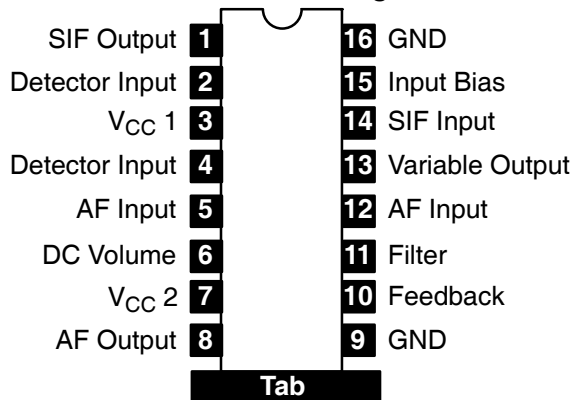 SIF Output 1 16 GND
Detector Input 2 15 Input Bias
VCC 1 3 14 SIF Input
Detector Input 4 13 Variable Output
AF Input 5 12 AF Input
DC Volume 6 11 Filter
VCC 2 7 10 Feedback
AF Output 8 9 GND
Tab